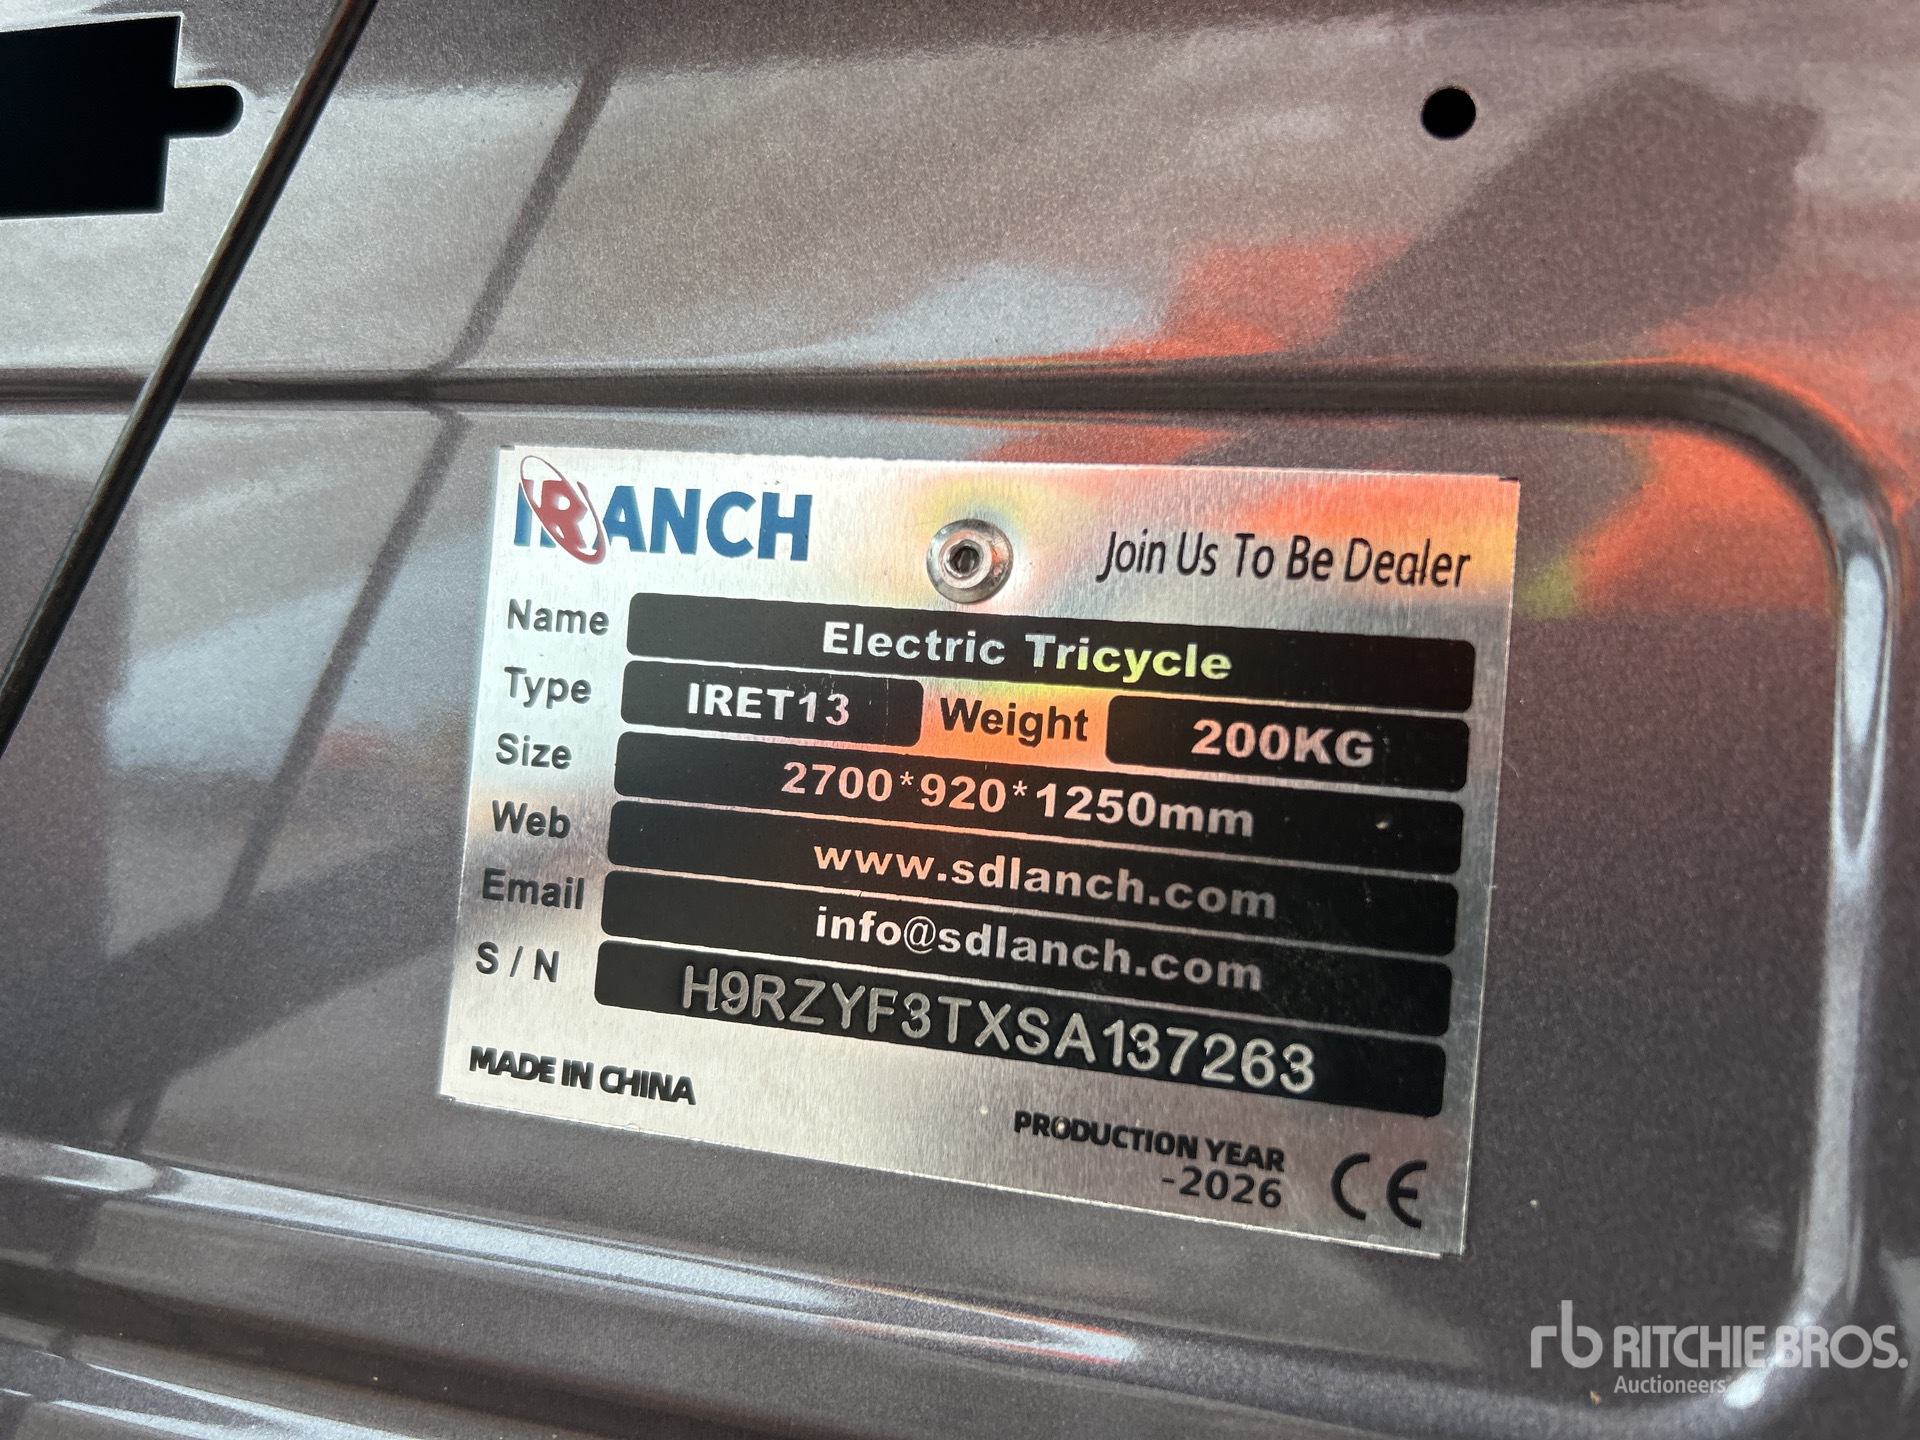 IRANCH
Join Us To Be Dealer
Name Electric Tricycle
Type IRET13 Weight 200KG
Size 2700*920*1250mm
Web www.sdlanch.com
Email info@sdlanch.com
S / N H9RZYF3TXSA137263
MADE IN CHINA
PRODUCTION YEAR
-2026
CE
rb RITCHIE BROS.
Auctioneers